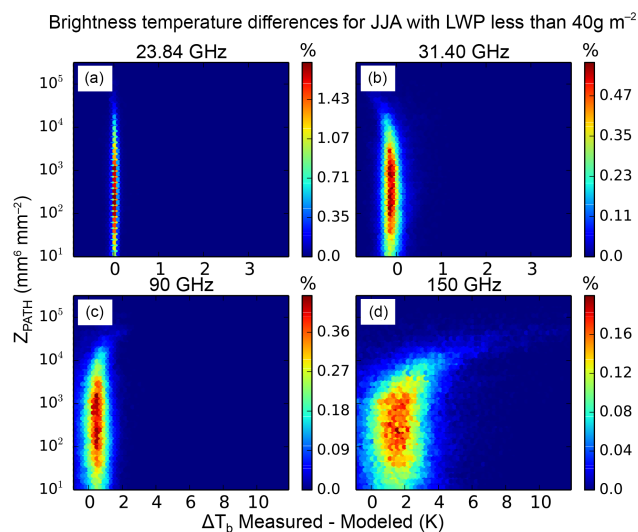 Brightness temperature differences for JJA with LWP less than 40g m⁻²
23.84 GHz % 31.40 GHz %
(a) (b)
10⁵ 10⁴ 10³ 10² 10¹
1.43 1.07 0.71 0.35 0.00
0.47 0.35 0.23 0.11 0.00
0 1 2 3 0 1 2 3
90 GHz % 150 GHz %
(c) (d)
10⁵ 10⁴ 10³ 10² 10¹
0.36 0.27 0.18 0.09 0.00
0.16 0.12 0.08 0.04 0.00
0 2 4 6 8 10 0 2 4 6 8 10
Z_PATH (mm⁶ mm⁻²)
ΔT_b Measured - Modeled (K)